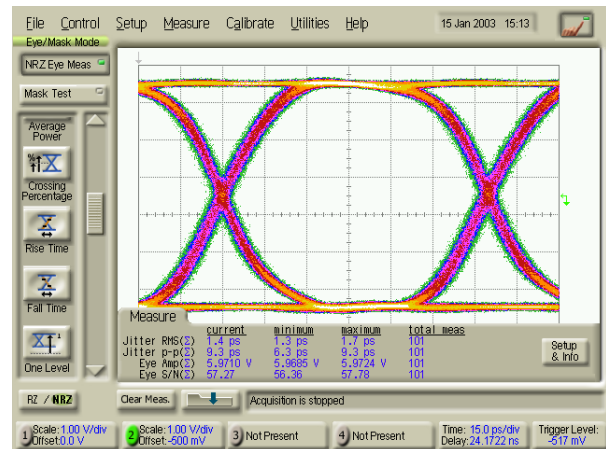 File Control Setup Measure Calibrate Utilities Help 15 Jan 2003 15:13
Eye/Mask Mode
NRZ Eye Meas
Mask Test
Average
Power
Crossing
Percentage
Rise Time
Fall Time
One Level
RZ / NRZ
Measure
current minimum maximum total meas
Jitter RMS(Σ) 1.4 ps 1.3 ps 1.7 ps 101
Jitter p-p(Σ) 9.3 ps 6.3 ps 9.3 ps 101
Eye Amp(Σ) 5.9710 V 5.9685 V 5.9724 V 101
Eye S/N(Σ) 57.27 56.36 57.78 101
Setup
& Info
Clear Meas. Acquisition is stopped
1 Scale:1.00 V/div
Offset:0.0 V
2 Scale:1.00 V/div
Offset:-500 mV
3 Not Present
4 Not Present
Time: 15.0 ps/div
Delay:24.1722 ns
Trigger Level:
-517 mV